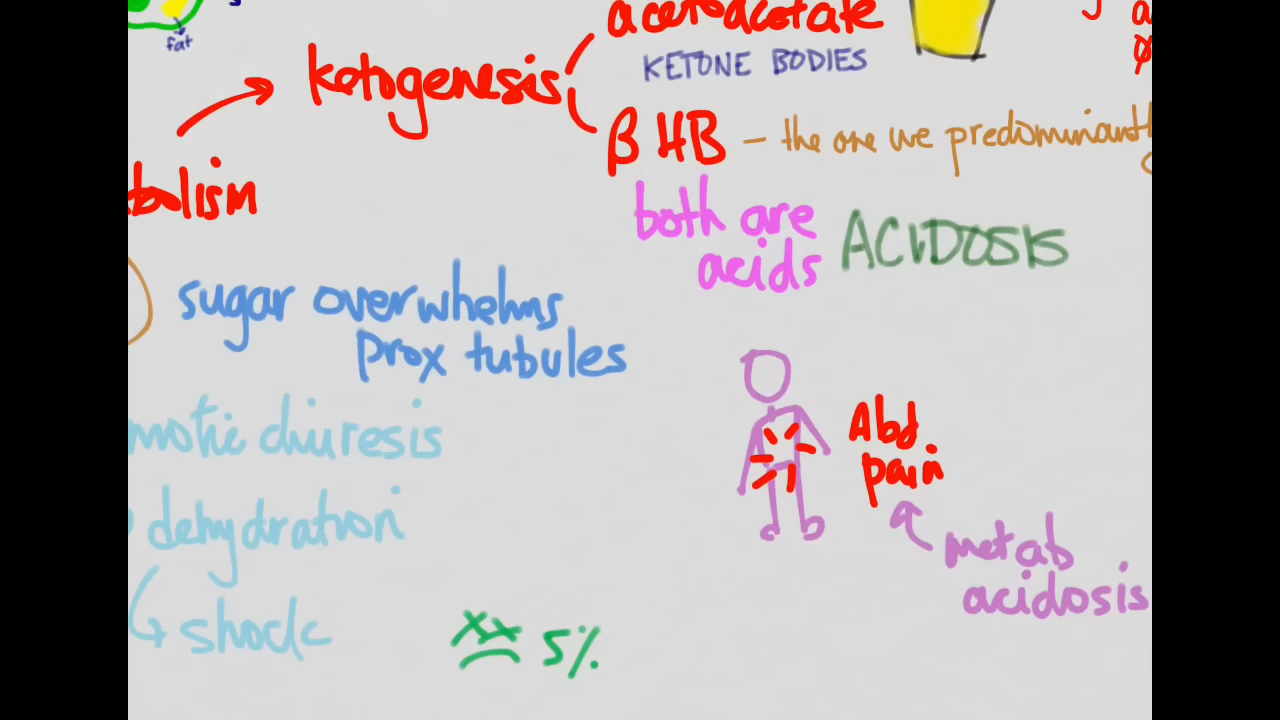 fat
acetoacetate
ketogenesis
KETONE BODIES
β HB – the one we predominantl
bolism
both are
acids
ACIDOSIS
sugar overwhelms
prox tubules
motic diuresis
dehydration
shock
Abd.
pain
metab
acidosis
5%